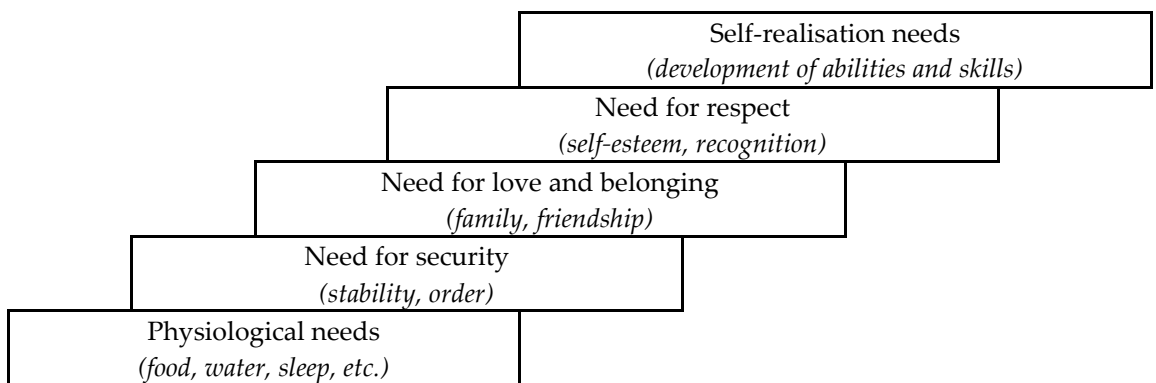 Self-realisation needs
(development of abilities and skills)
Need for respect
(self-esteem, recognition)
Need for love and belonging
(family, friendship)
Need for security
(stability, order)
Physiological needs
(food, water, sleep, etc.)